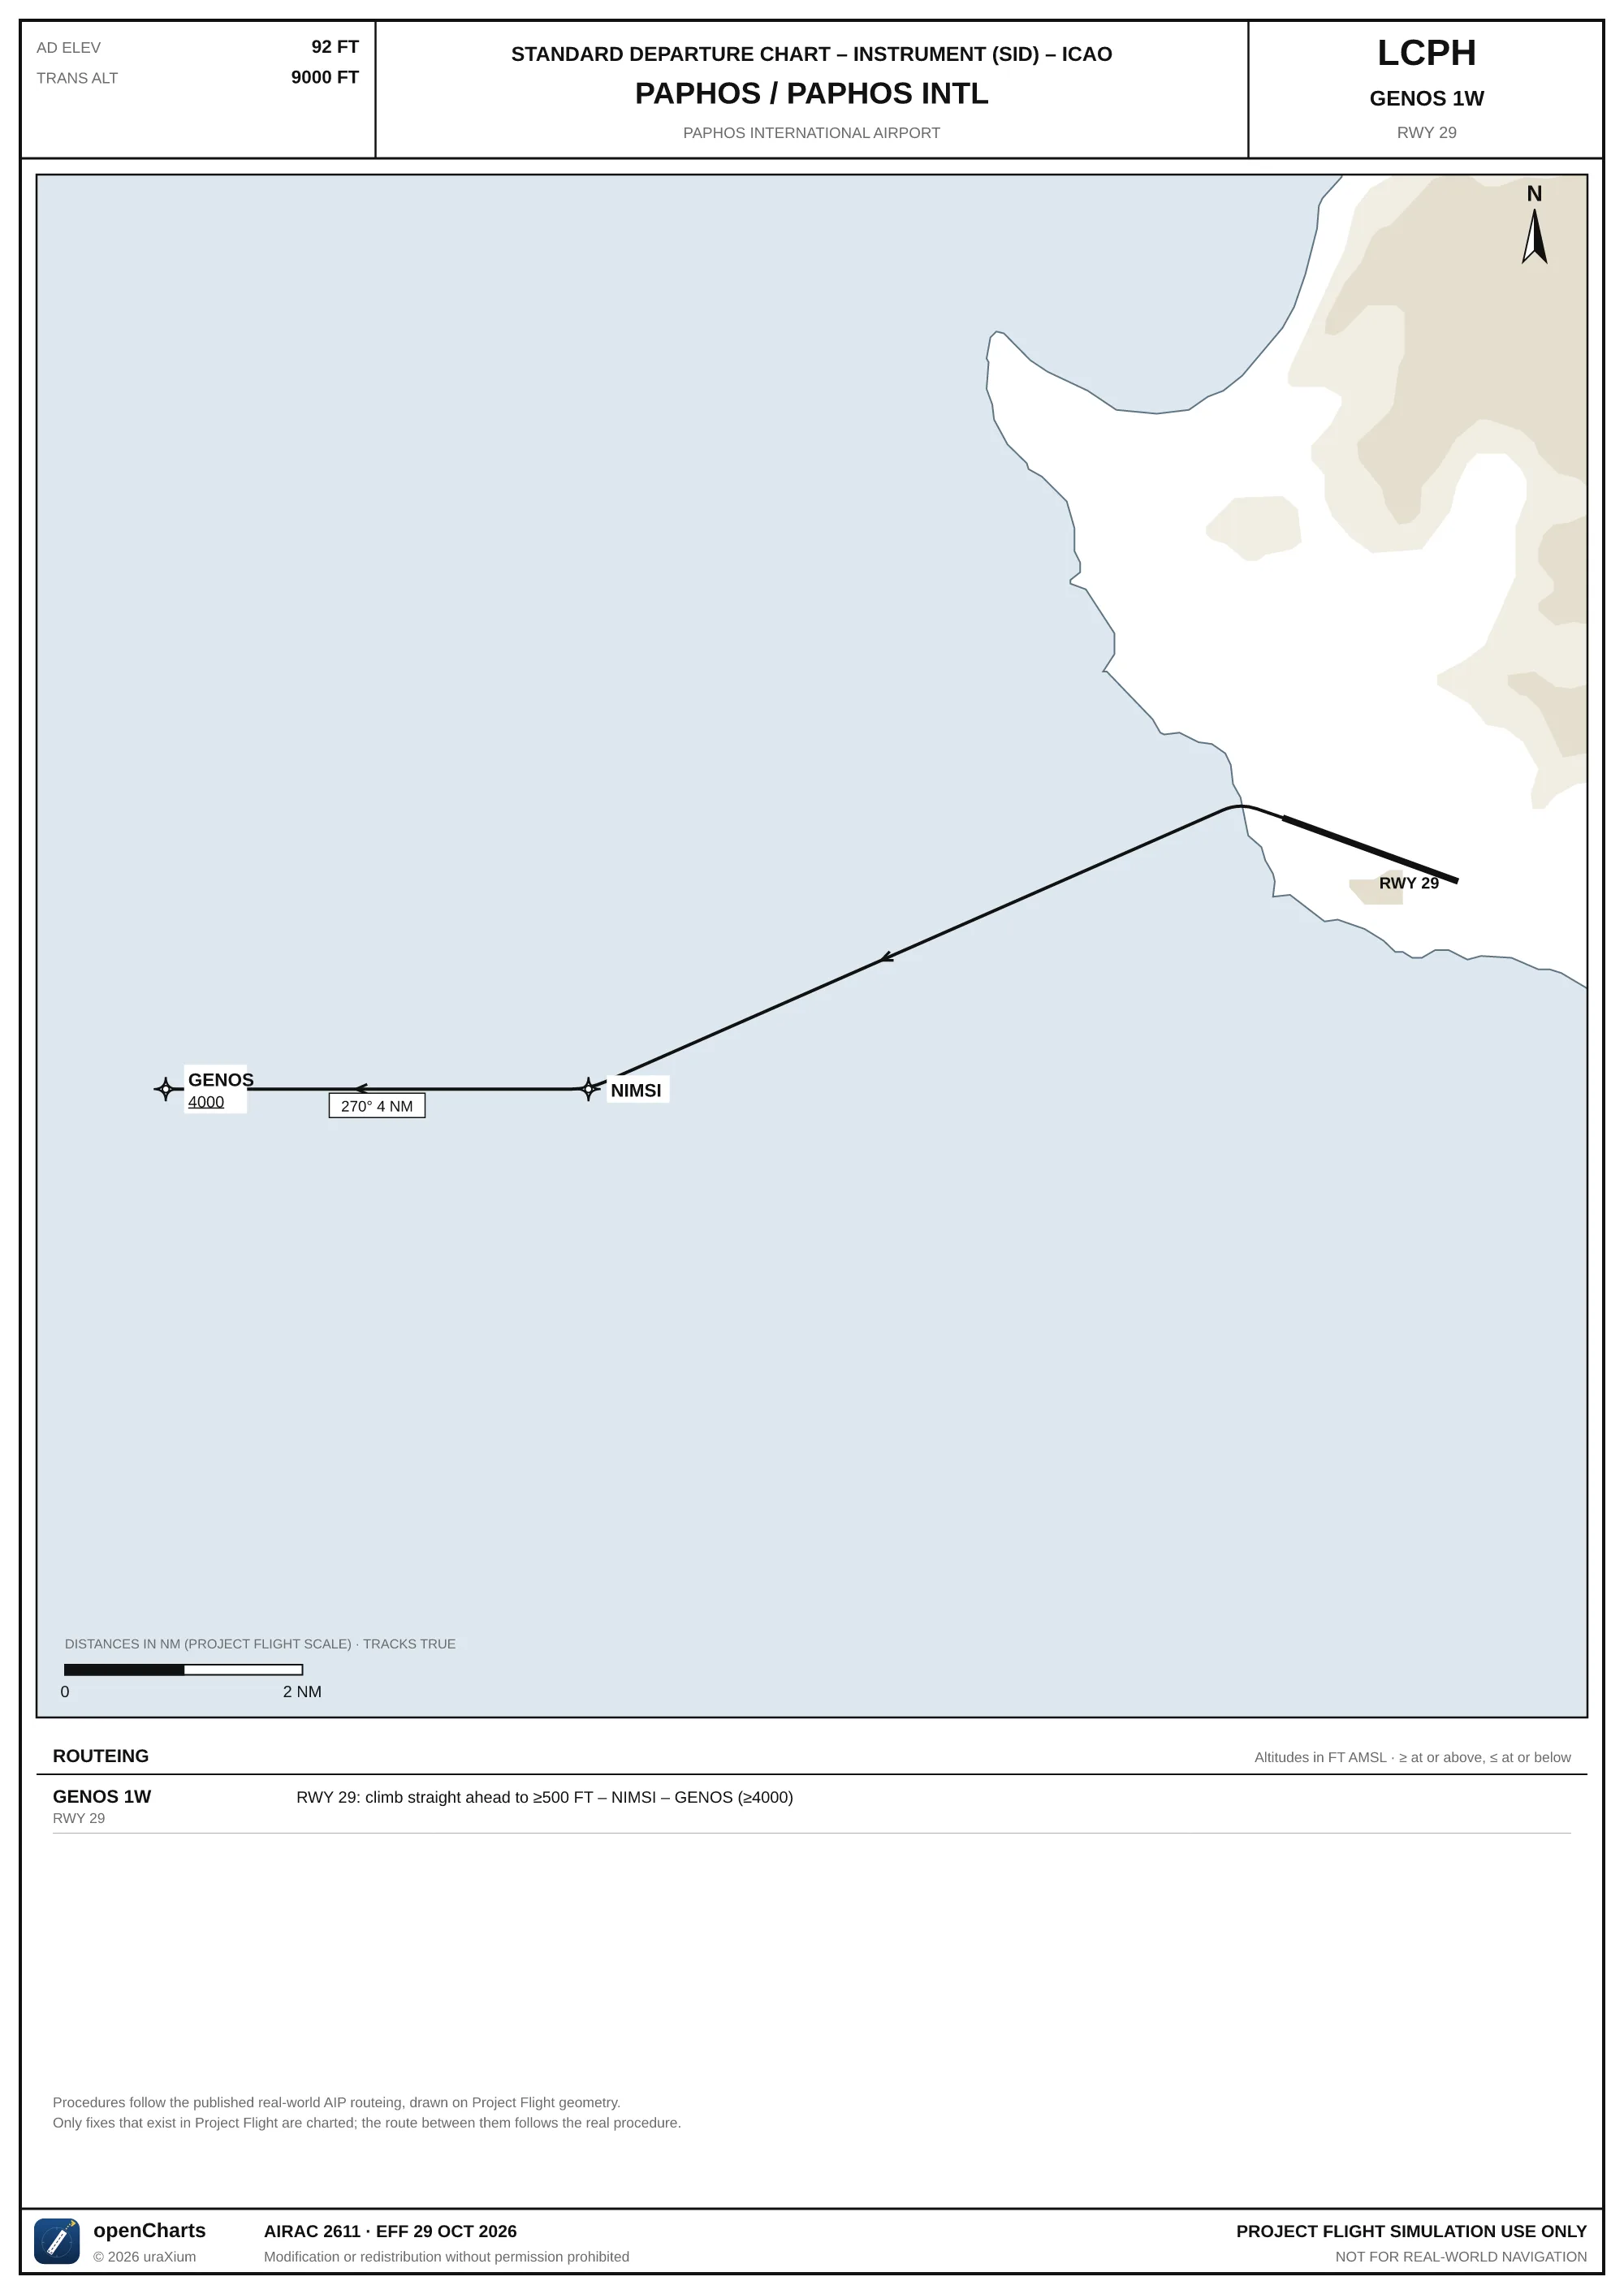 AD ELEV 92 FT
TRANS ALT 9000 FT
STANDARD DEPARTURE CHART – INSTRUMENT (SID) – ICAO
PAPHOS / PAPHOS INTL
PAPHOS INTERNATIONAL AIRPORT
LCPH
GENOS 1W
RWY 29
N
RWY 29
GENOS
4000
270° 4 NM
NIMSI
DISTANCES IN NM (PROJECT FLIGHT SCALE) · TRACKS TRUE
0 2 NM
ROUTEING Altitudes in FT AMSL · ≥ at or above, ≤ at or below
GENOS 1W RWY 29: climb straight ahead to ≥500 FT – NIMSI – GENOS (≥4000)
RWY 29
Procedures follow the published real-world AIP routeing, drawn on Project Flight geometry.
Only fixes that exist in Project Flight are charted; the route between them follows the real procedure.
openCharts AIRAC 2611 · EFF 29 OCT 2026 PROJECT FLIGHT SIMULATION USE ONLY
© 2026 uraXium Modification or redistribution without permission prohibited NOT FOR REAL-WORLD NAVIGATION